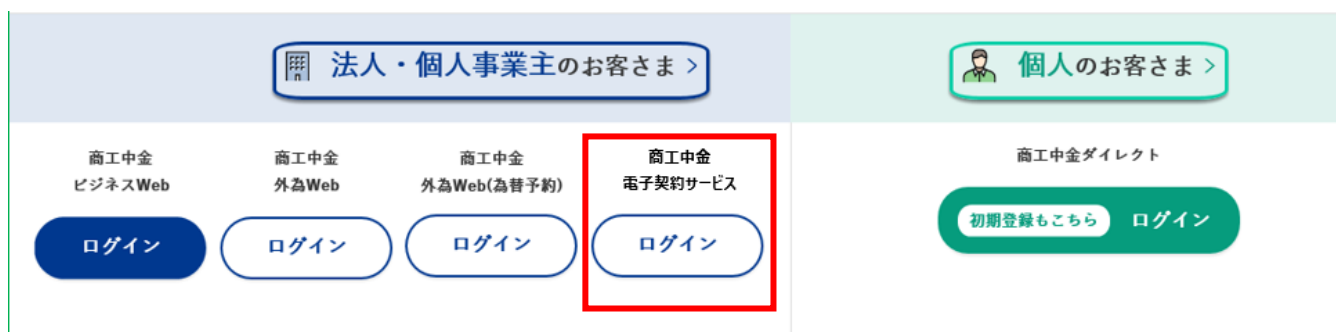 法人・個人事業主のお客さま >
個人のお客さま >
商工中金
ビジネスWeb
ログイン
商工中金
外為Web
ログイン
商工中金
外為Web(為替予約)
ログイン
商工中金
電子契約サービス
ログイン
商工中金ダイレクト
初期登録もこちら ログイン